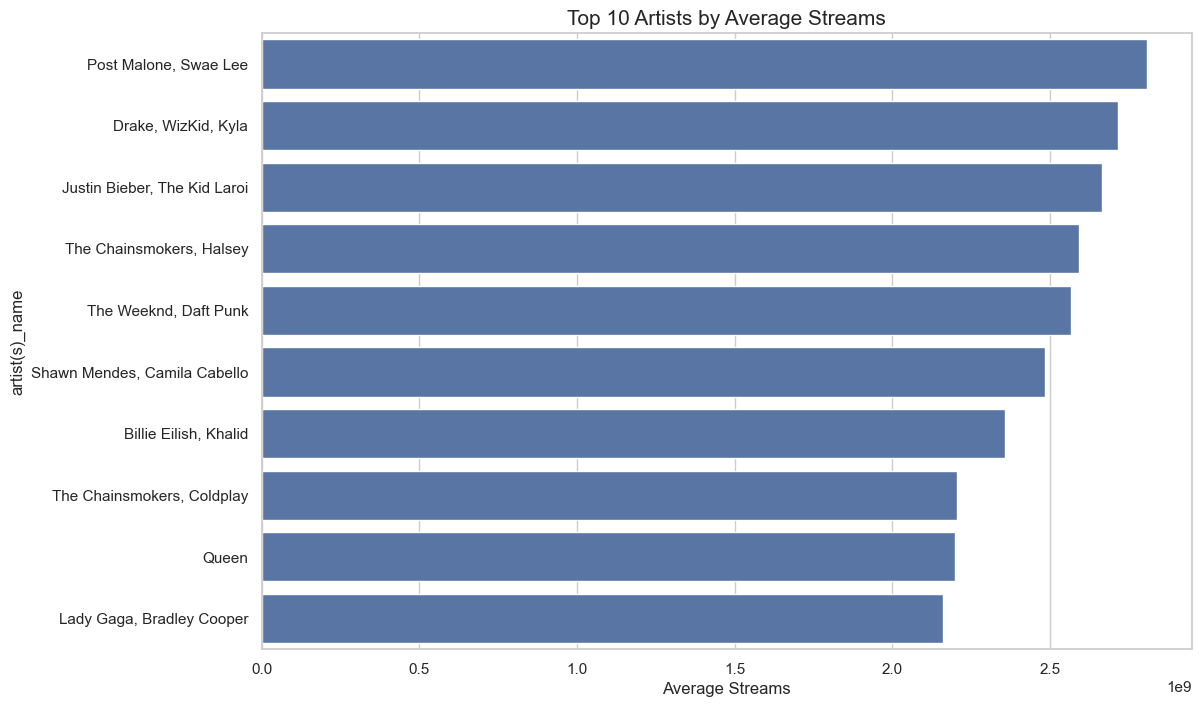 Top 10 Artists by Average Streams
artist(s)_name
Post Malone, Swae Lee
Drake, WizKid, Kyla
Justin Bieber, The Kid Laroi
The Chainsmokers, Halsey
The Weeknd, Daft Punk
Shawn Mendes, Camila Cabello
Billie Eilish, Khalid
The Chainsmokers, Coldplay
Queen
Lady Gaga, Bradley Cooper
0.0 0.5 1.0 1.5 2.0 2.5
Average Streams
1e9